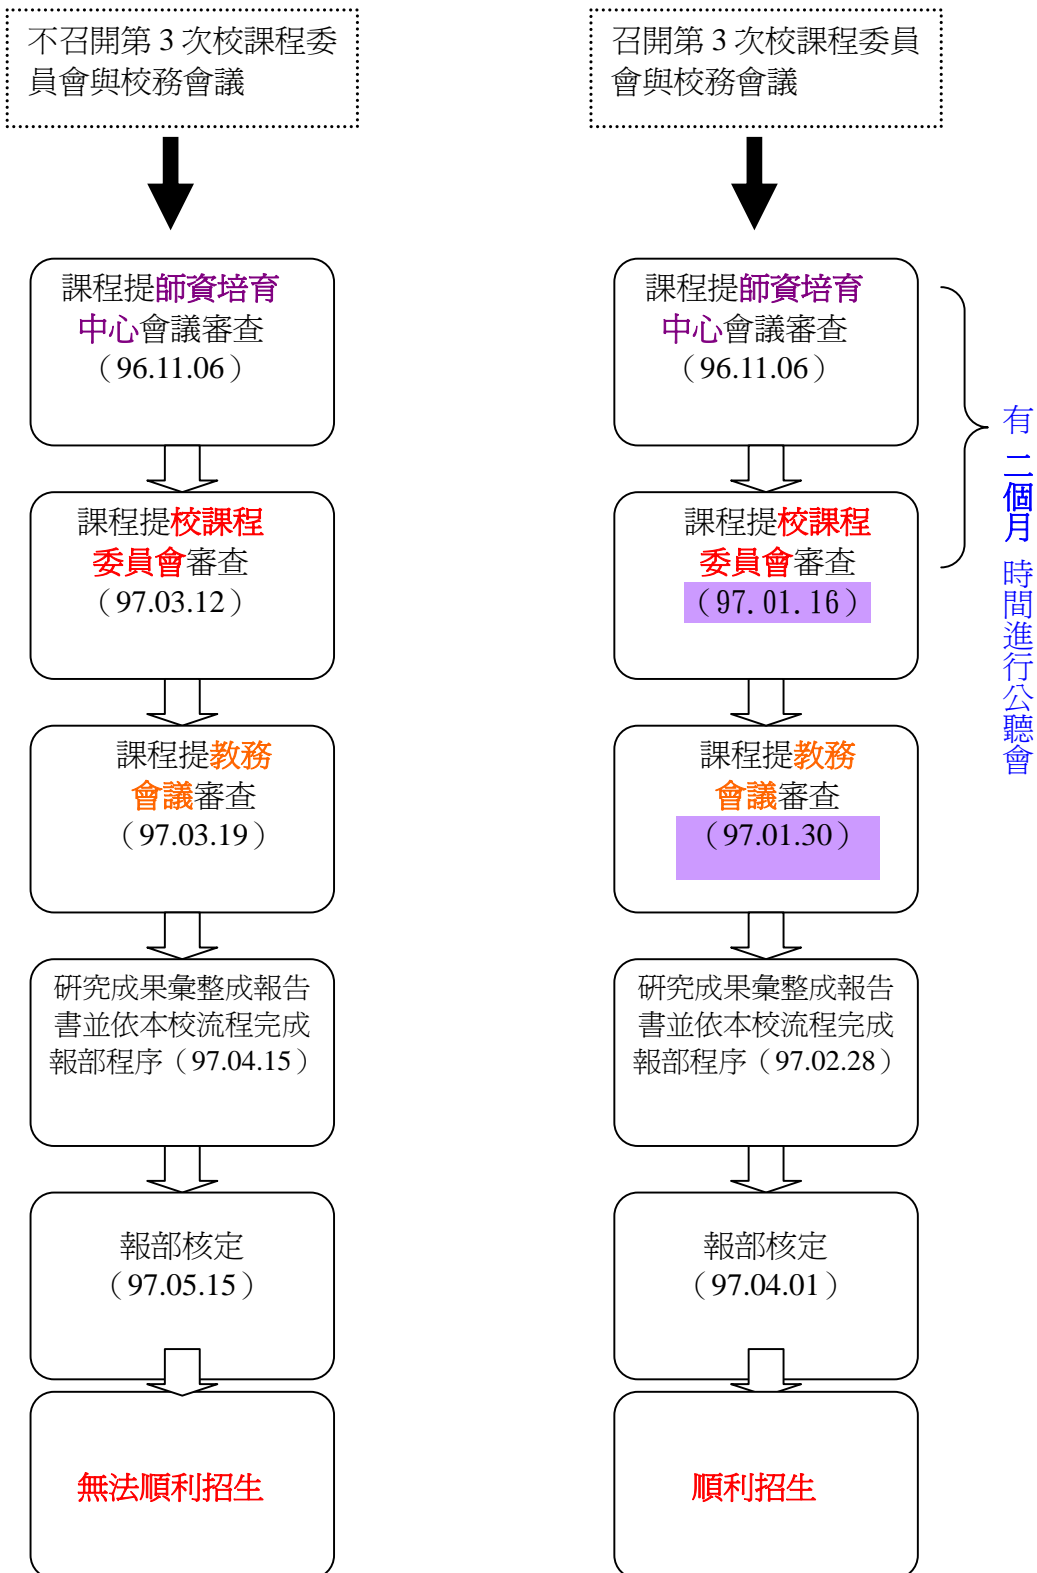 不召開第 3 次校課程委
員會與校務會議
課程提師資培育
中心會議審查
（96.11.06）
課程提校課程
委員會審查
（97.03.12）
課程提教務
會議審查
（97.03.19）
研究成果彙整成報告
書並依本校流程完成
報部程序（97.04.15）
報部核定
（97.05.15）
無法順利招生
召開第 3 次校課程委員
會與校務會議
課程提師資培育
中心會議審查
（96.11.06）
課程提校課程
委員會審查
（97.01.16）
課程提教務
會議審查
（97.01.30）
研究成果彙整成報告
書並依本校流程完成
報部程序（97.02.28）
報部核定
（97.04.01）
順利招生
有 二個月 時間進行公聽會